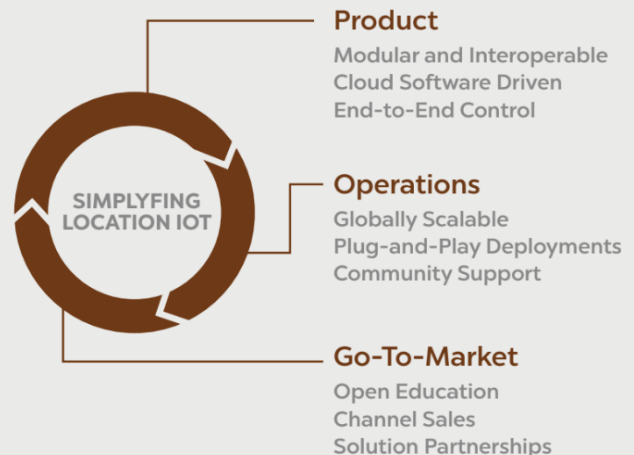 Product
Modular and Interoperable
Cloud Software Driven
End-to-End Control
SIMPLYFING
LOCATION IOT
Operations
Globally Scalable
Plug-and-Play Deployments
Community Support
Go-To-Market
Open Education
Channel Sales
Solution Partnerships